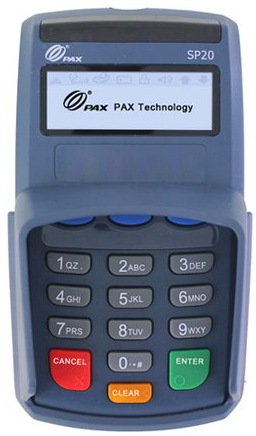 PAX SP20
PAX PAX Technology
1QZ. 2ABC 3DEF
4GHI 5JKL 6MNO
7PRS 8TUV 9WXY
CANCEL 0·*# ENTER
CLEAR